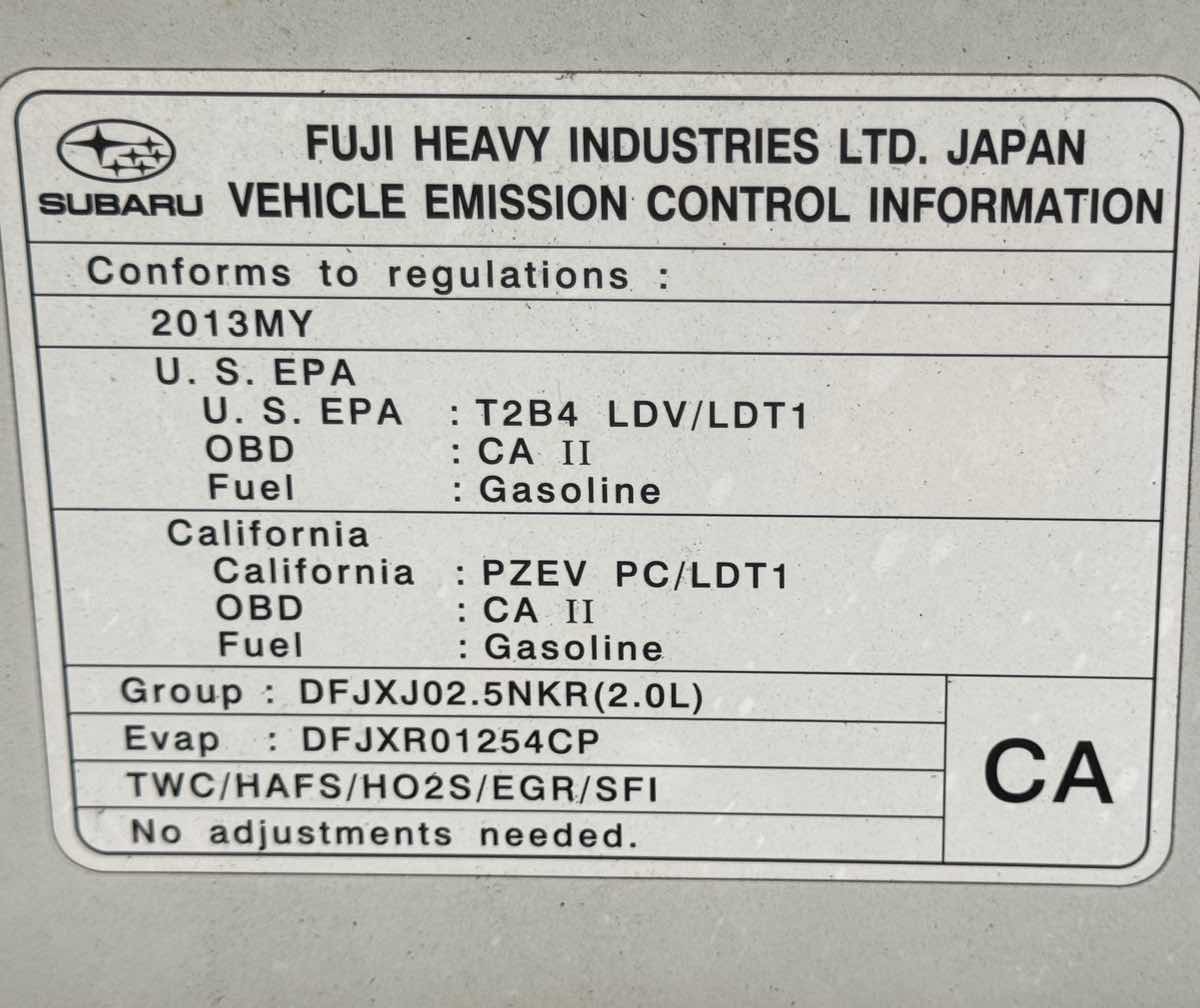 FUJI HEAVY INDUSTRIES LTD. JAPAN
SUBARU VEHICLE EMISSION CONTROL INFORMATION
Conforms to regulations :
2013MY
U. S. EPA
U. S. EPA : T2B4 LDV/LDT1
OBD : CA II
Fuel : Gasoline
California
California : PZEV PC/LDT1
OBD : CA II
Fuel : Gasoline
Group : DFJXJ02.5NKR(2.0L)
Evap : DFJXR01254CP
TWC/HAFS/HO2S/EGR/SFI
No adjustments needed.
CA